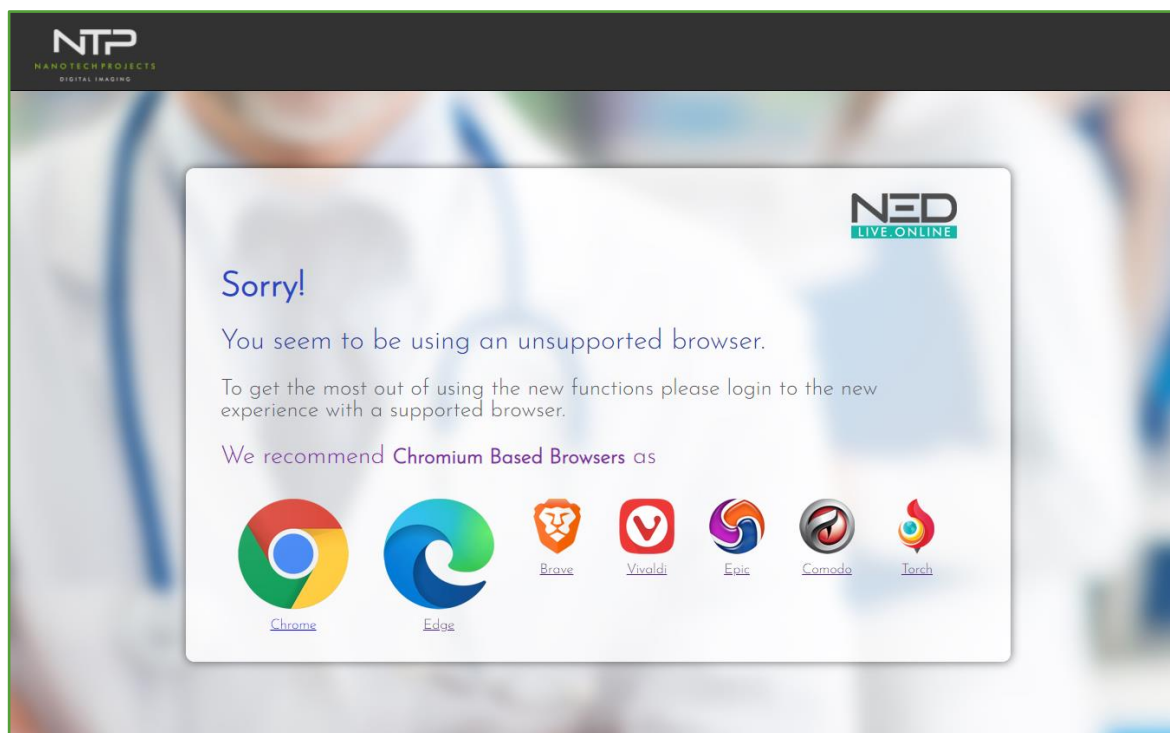 NTP
NANOTECH PROJECTS
DIGITAL IMAGING
NED
LIVE.ONLINE
Sorry!
You seem to be using an unsupported browser.
To get the most out of using the new functions please login to the new
experience with a supported browser.
We recommend Chromium Based Browsers as
Brave Vivaldi Epic Comodo Torch
Chrome Edge